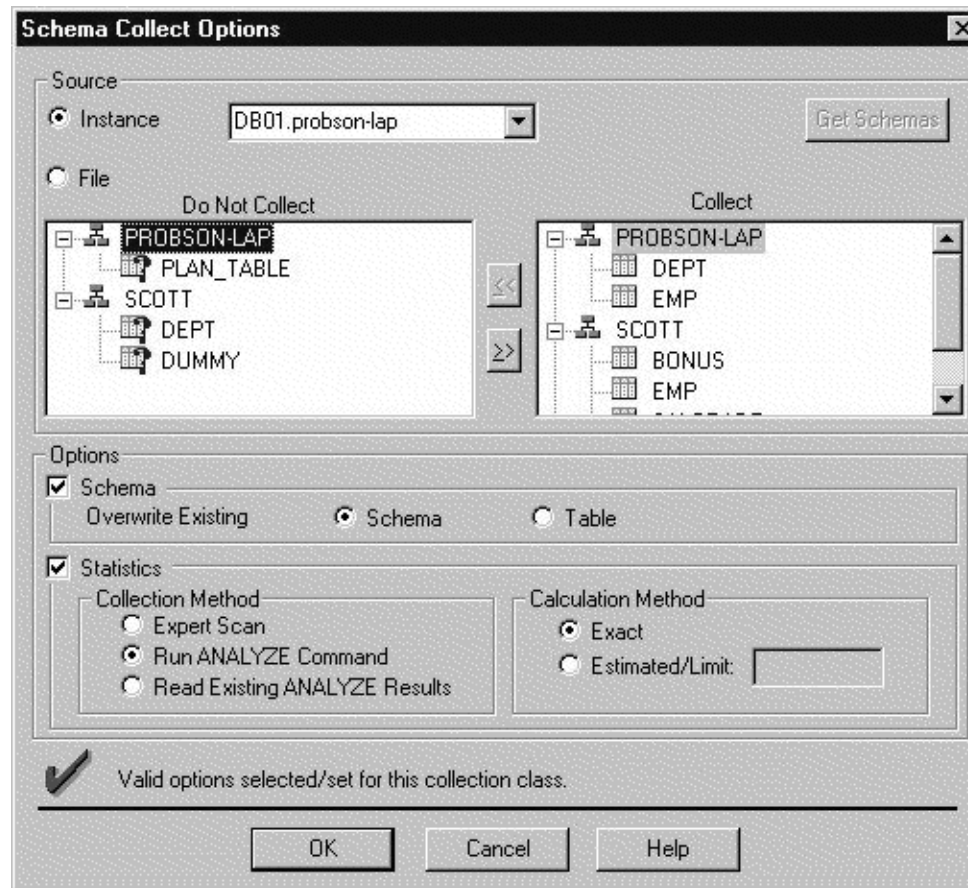 Schema Collect Options
Source
Instance
DB01.probson-lap
Get Schemas
File
Do Not Collect
Collect
PROBSON-LAP
PLAN_TABLE
SCOTT
DEPT
DUMMY
<<
>>
PROBSON-LAP
DEPT
EMP
SCOTT
BONUS
EMP
Options
Schema
Overwrite Existing
Schema
Table
Statistics
Collection Method
Expert Scan
Run ANALYZE Command
Read Existing ANALYZE Results
Calculation Method
Exact
Estimated/Limit:
Valid options selected/set for this collection class.
OK
Cancel
Help